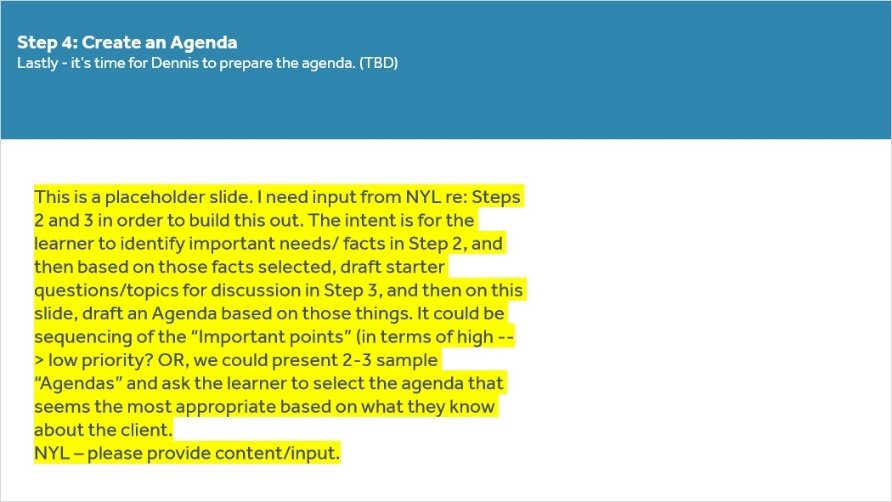 Step 4: Create an Agenda
Lastly - it's time for Dennis to prepare the agenda. (TBD)
This is a placeholder slide. I need input from NYL re: Steps
2 and 3 in order to build this out. The intent is for the
learner to identify important needs/ facts in Step 2, and
then based on those facts selected, draft starter
questions/topics for discussion in Step 3, and then on this
slide, draft an Agenda based on those things. It could be
sequencing of the “Important points” (in terms of high --
> low priority? OR, we could present 2-3 sample
“Agendas” and ask the learner to select the agenda that
seems the most appropriate based on what they know
about the client.
NYL – please provide content/input.